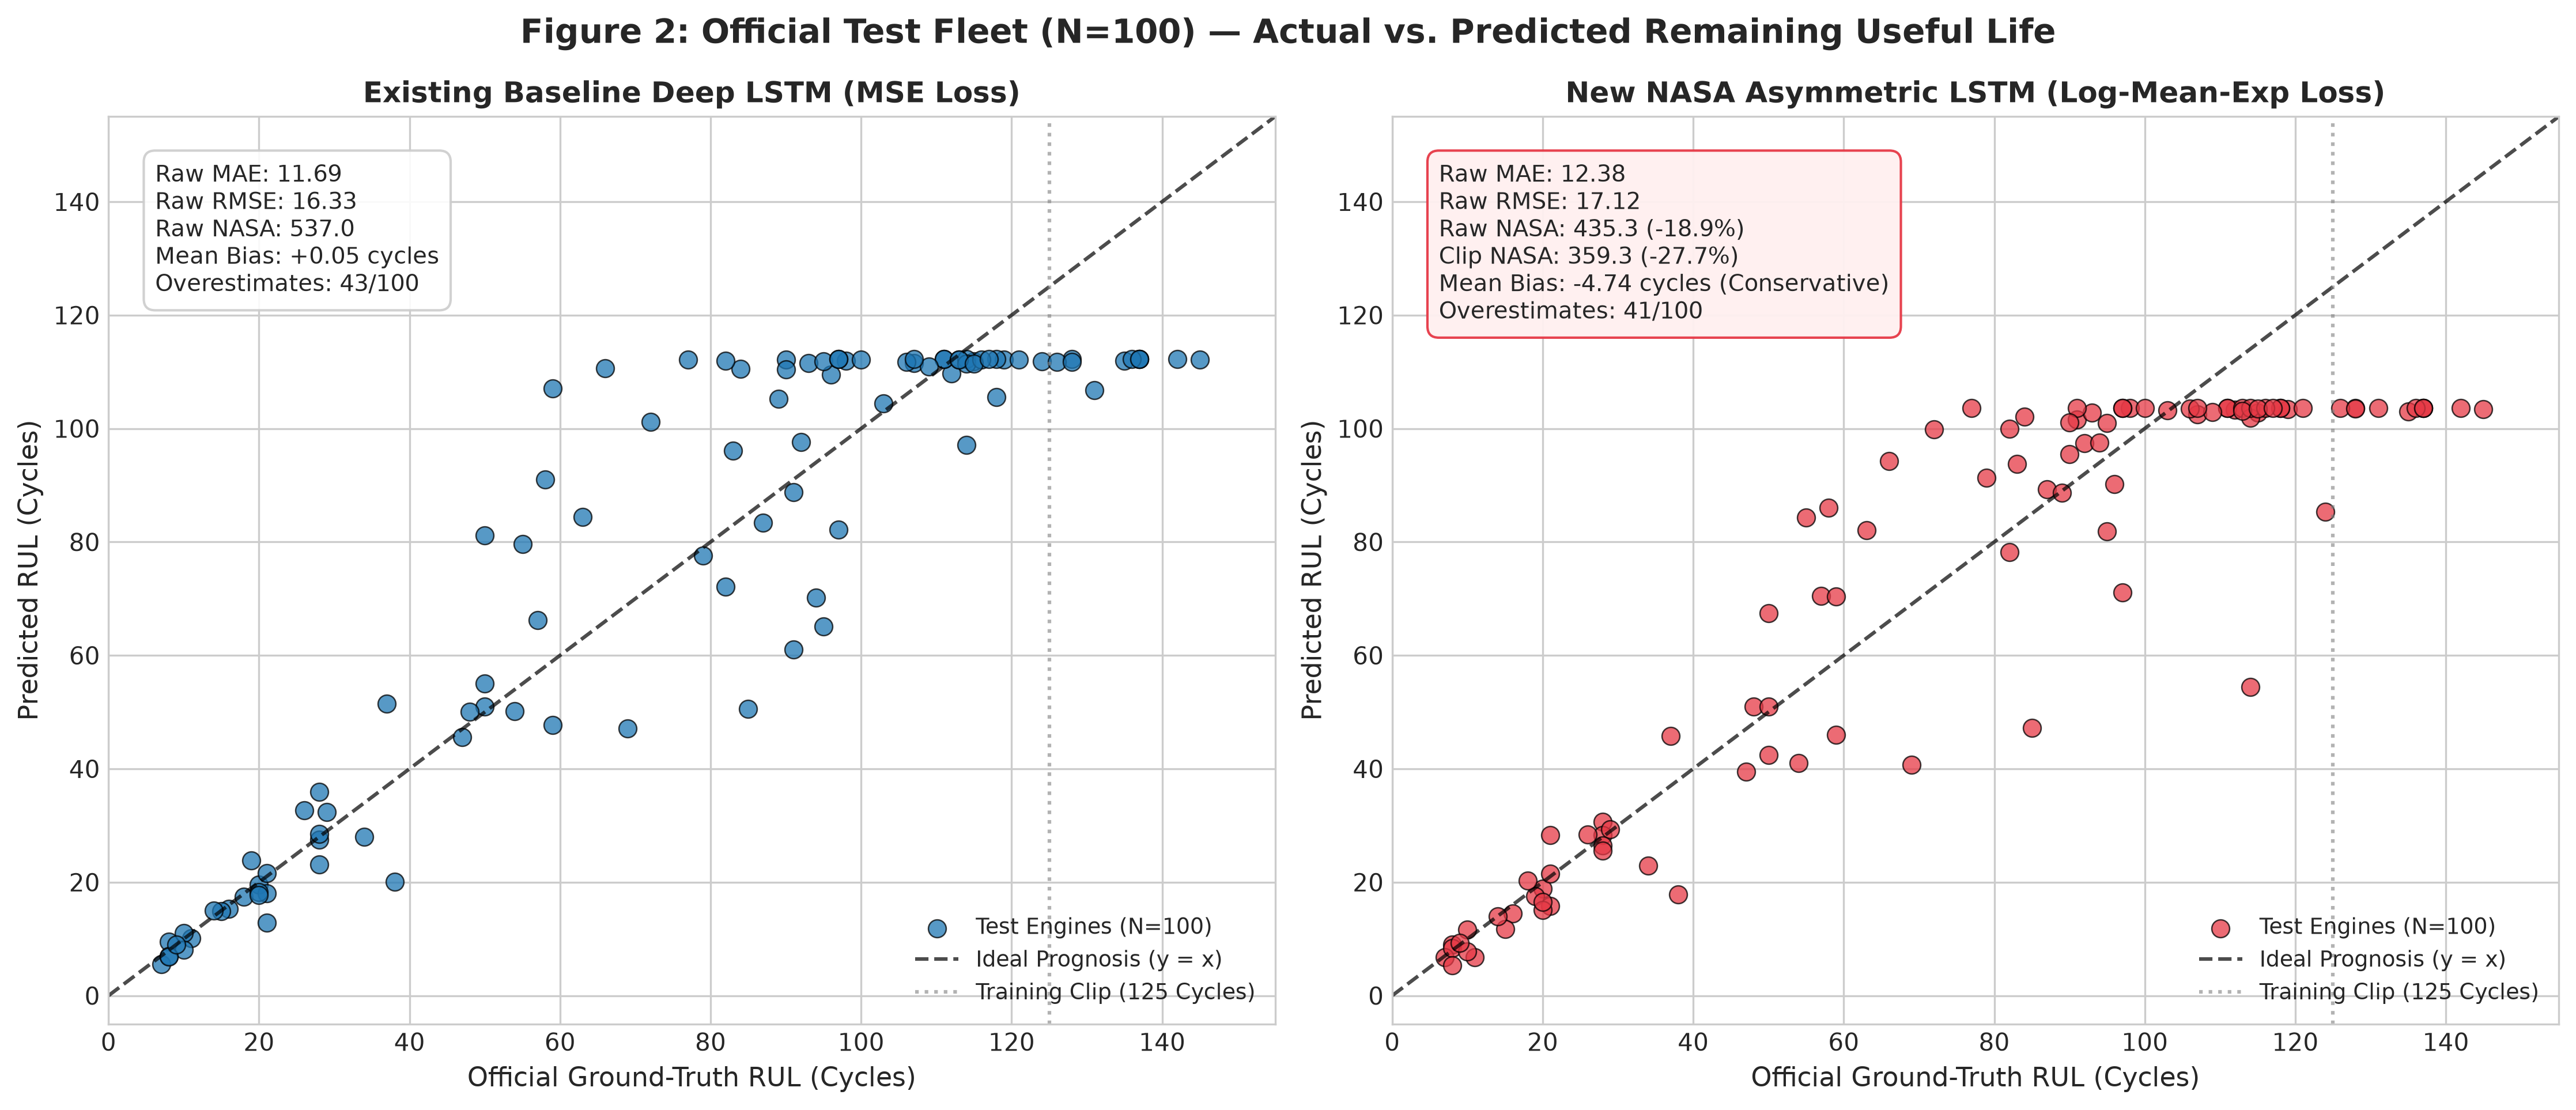 Figure 2: Official Test Fleet (N=100) — Actual vs. Predicted Remaining Useful Life
Existing Baseline Deep LSTM (MSE Loss)
Raw MAE: 11.69
Raw RMSE: 16.33
Raw NASA: 537.0
Mean Bias: +0.05 cycles
Overestimates: 43/100
Predicted RUL (Cycles)
140
120
100
80
60
40
20
0
Test Engines (N=100)
Ideal Prognosis (y = x)
Training Clip (125 Cycles)
0 20 40 60 80 100 120 140
Official Ground-Truth RUL (Cycles)
New NASA Asymmetric LSTM (Log-Mean-Exp Loss)
Raw MAE: 12.38
Raw RMSE: 17.12
Raw NASA: 435.3 (-18.9%)
Clip NASA: 359.3 (-27.7%)
Mean Bias: -4.74 cycles (Conservative)
Overestimates: 41/100
Predicted RUL (Cycles)
140
120
100
80
60
40
20
0
Test Engines (N=100)
Ideal Prognosis (y = x)
Training Clip (125 Cycles)
0 20 40 60 80 100 120 140
Official Ground-Truth RUL (Cycles)